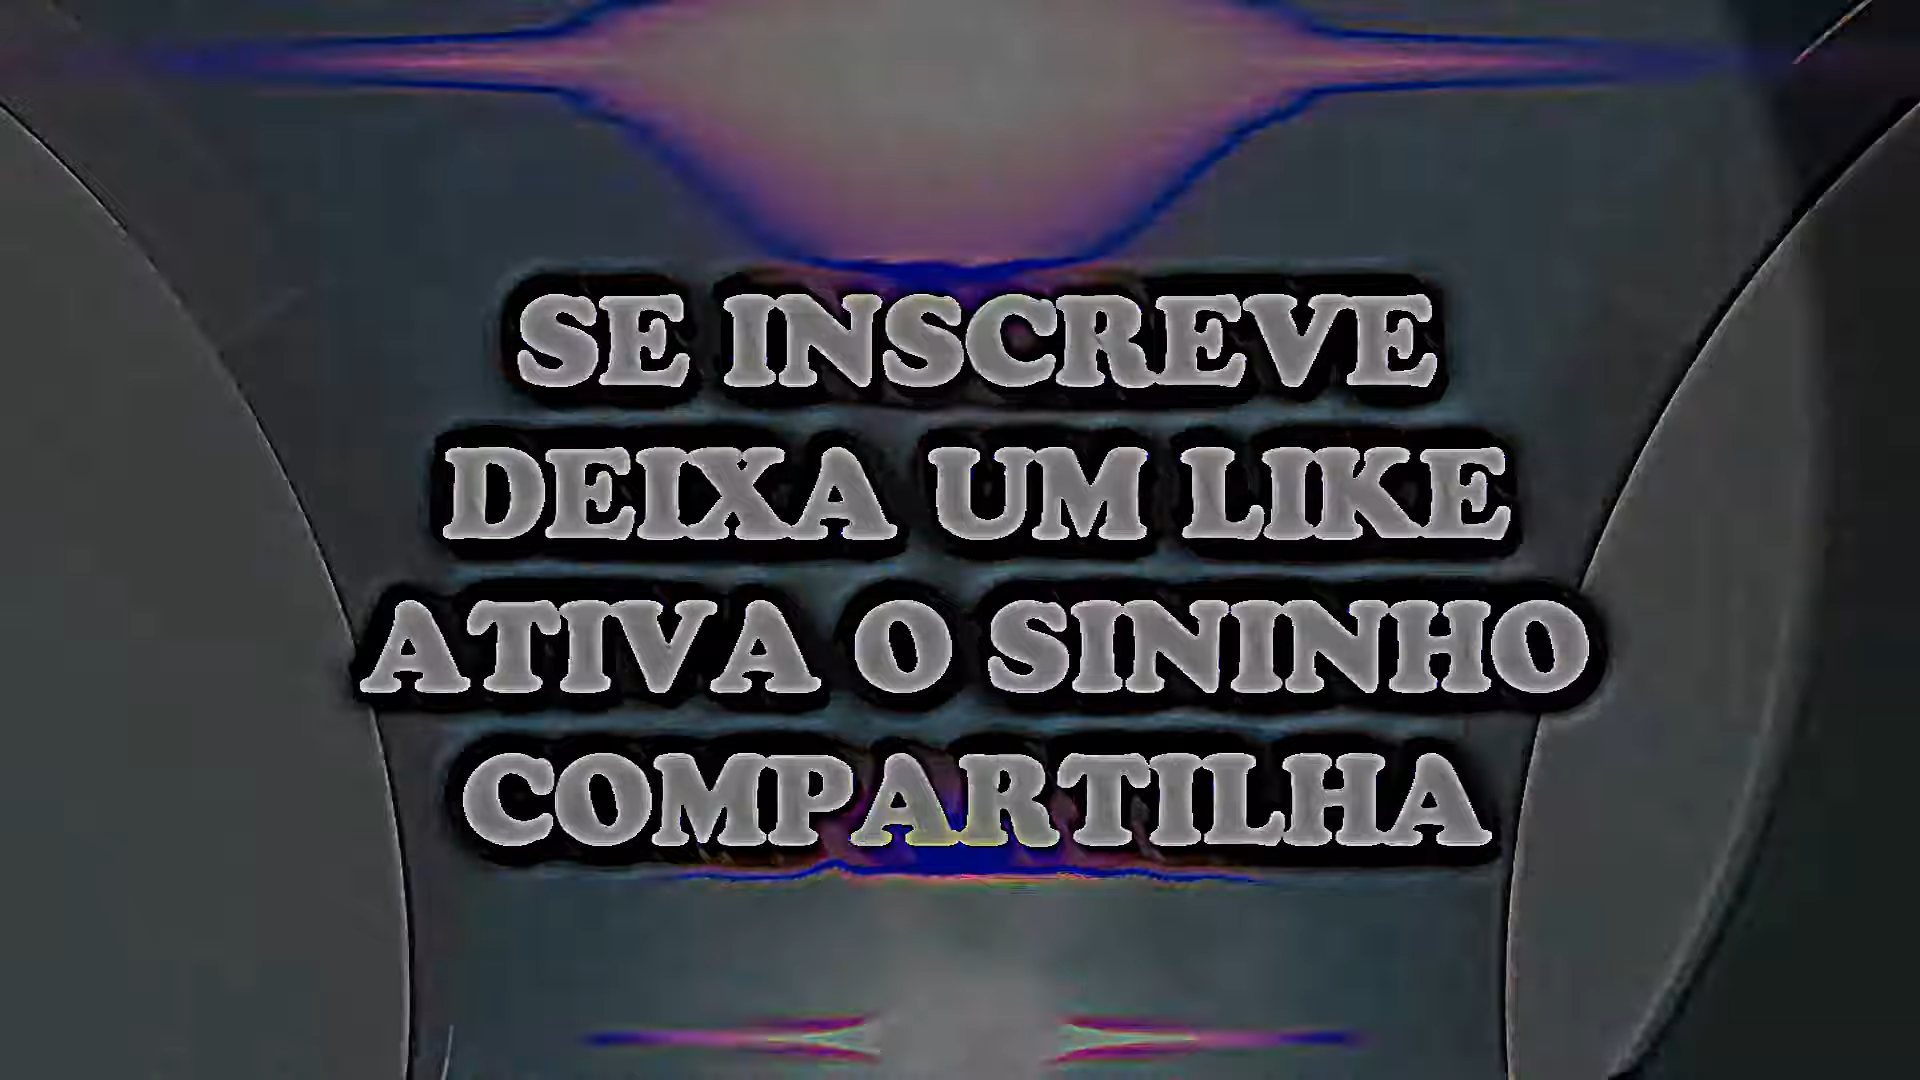 SE INSCREVE
DEIXA UM LIKE
ATIVA O SININHO
COMPARTILHA